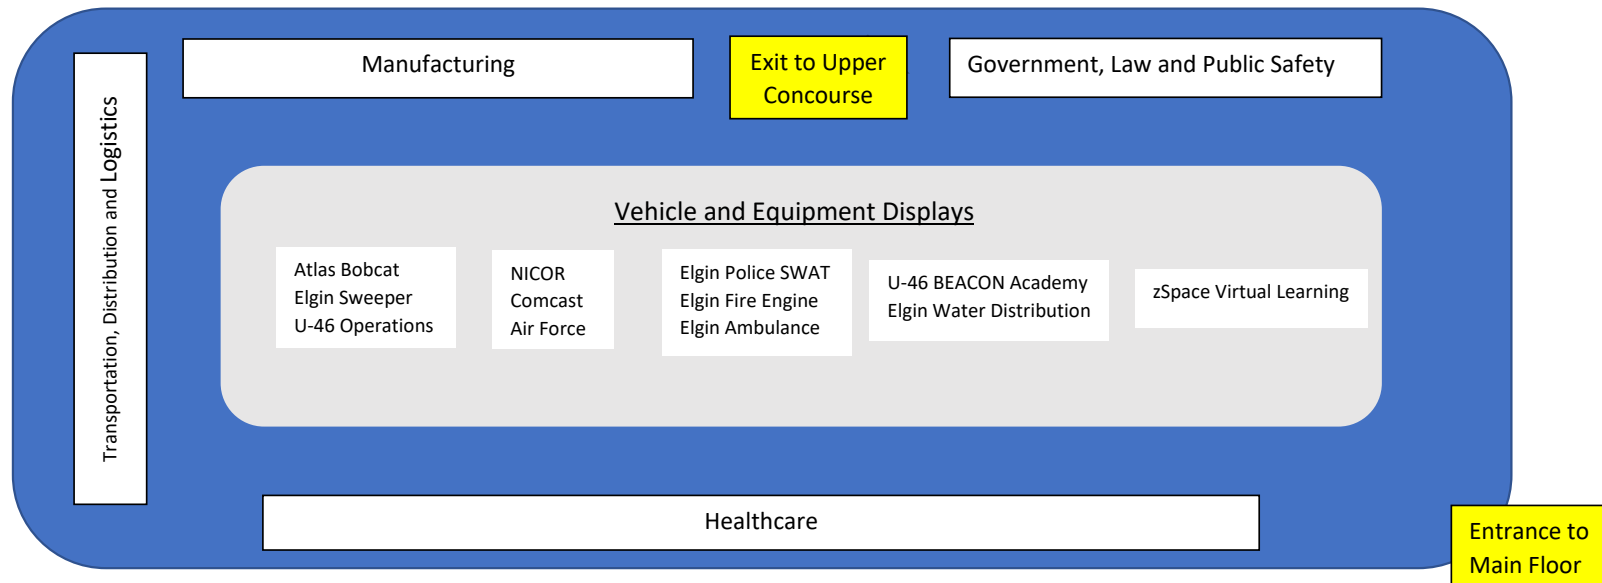 Manufacturing
Exit to Upper
Concourse
Government, Law and Public Safety
Transportation, Distribution and Logistics
Vehicle and Equipment Displays
Atlas Bobcat
Elgin Sweeper
U-46 Operations
NICOR
Comcast
Air Force
Elgin Police SWAT
Elgin Fire Engine
Elgin Ambulance
U-46 BEACON Academy
Elgin Water Distribution
zSpace Virtual Learning
Healthcare
Entrance to
Main Floor